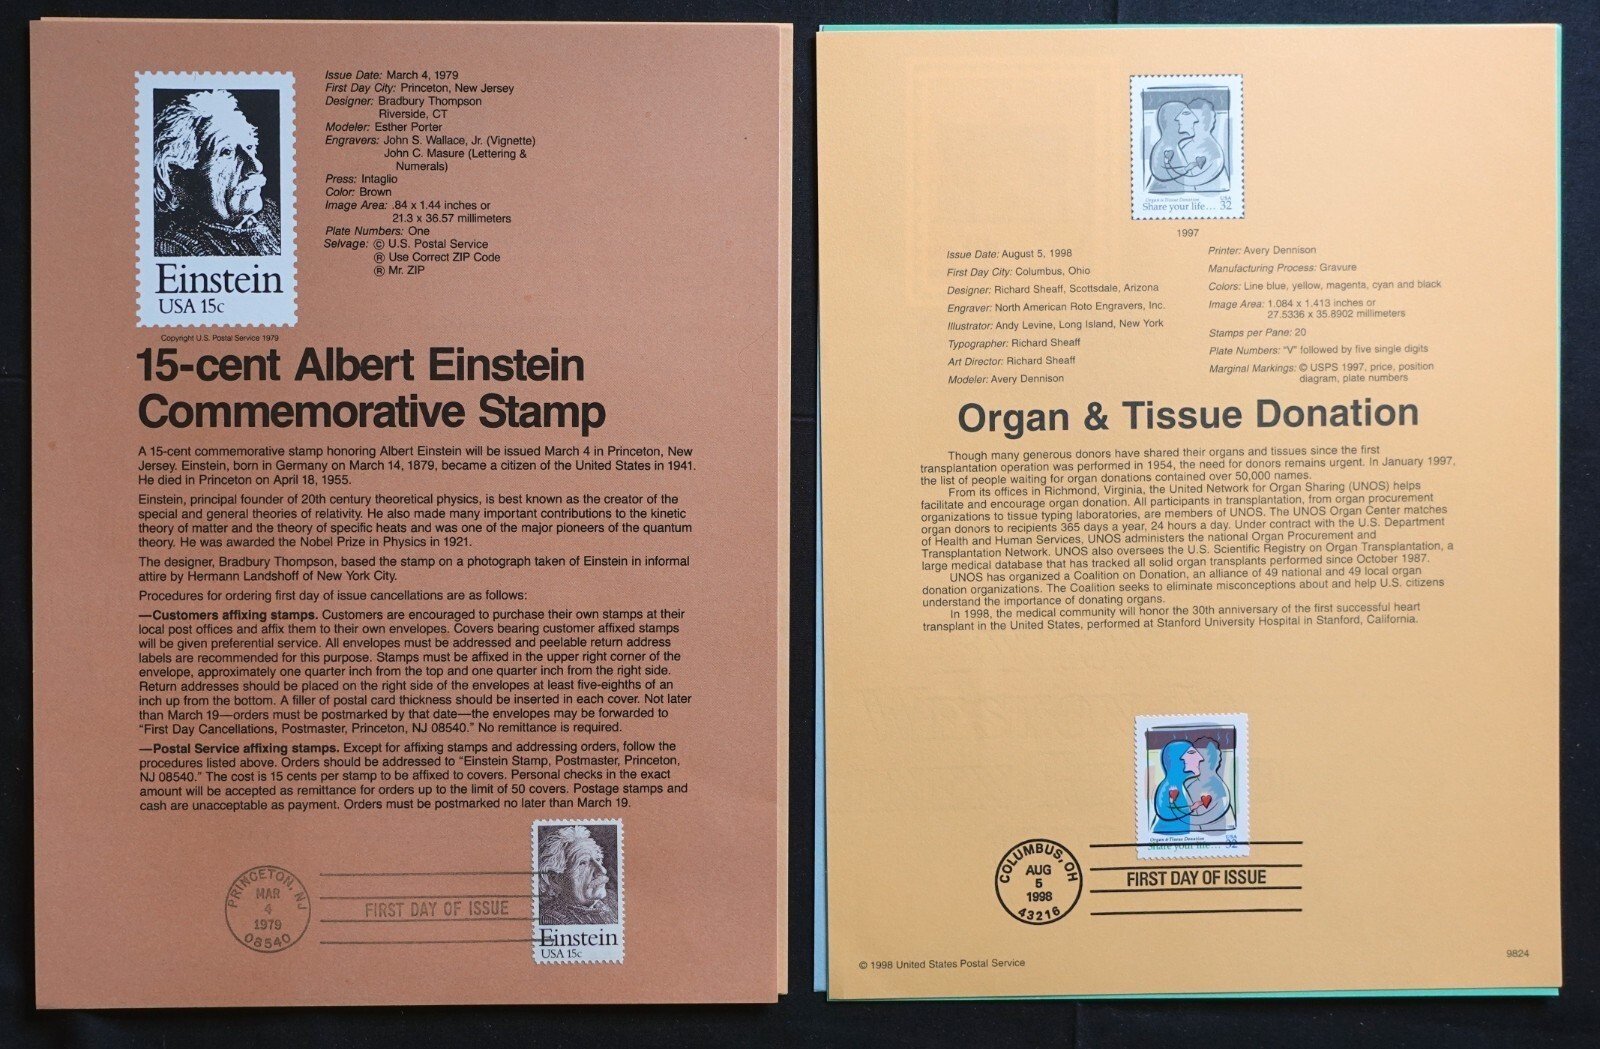 Einstein
USA 15c
Copyright U.S. Postal Service 1979
Issue Date: March 4, 1979
First Day City: Princeton, New Jersey
Designer: Bradbury Thompson
Riverside, CT
Modeler: Esther Porter
Engravers: John S. Wallace, Jr. (Vignette)
John C. Masure (Lettering &
Numerals)
Press: Intaglio
Color: Brown
Image Area: .84 x 1.44 inches or
21.3 x 36.57 millimeters
Plate Numbers: One
Selvage: Ⓒ U.S. Postal Service
Ⓡ Use Correct ZIP Code
Ⓡ Mr. ZIP
15-cent Albert Einstein
Commemorative Stamp
A 15-cent commemorative stamp honoring Albert Einstein will be issued March 4 in Princeton, New
Jersey. Einstein, born in Germany on March 14, 1879, became a citizen of the United States in 1941.
He died in Princeton on April 18, 1955.
Einstein, principal founder of 20th century theoretical physics, is best known as the creator of the
special and general theories of relativity. He also made many important contributions to the kinetic
theory of matter and the theory of specific heats and was one of the major pioneers of the quantum
theory. He was awarded the Nobel Prize in Physics in 1921.
The designer, Bradbury Thompson, based the stamp on a photograph taken of Einstein in informal
attire by Hermann Landshoff of New York City.
Procedures for ordering first day of issue cancellations are as follows:
—Customers affixing stamps. Customers are encouraged to purchase their own stamps at their
local post offices and affix them to their own envelopes. Covers bearing customer affixed stamps
will be given preferential service. All envelopes must be addressed and peelable return address
labels are recommended for this purpose. Stamps must be affixed in the upper right corner of the
envelope, approximately one quarter inch from the top and one quarter inch from the right side.
Return addresses should be placed on the right side of the envelopes at least five-eighths of an
inch up from the bottom. A filler of postal card thickness should be inserted in each cover. Not later
than March 19—orders must be postmarked by that date—the envelopes may be forwarded to
“First Day Cancellations, Postmaster, Princeton, NJ 08540.” No remittance is required.
—Postal Service affixing stamps. Except for affixing stamps and addressing orders, follow the
procedures listed above. Orders should be addressed to “Einstein Stamp, Postmaster, Princeton,
NJ 08540.” The cost is 15 cents per stamp to be affixed to covers. Personal checks in the exact
amount will be accepted as remittance for orders up to the limit of 50 covers. Postage stamps and
cash are unacceptable as payment. Orders must be postmarked no later than March 19.
PRINCETON, NJ
MAR
4
1979
08540
FIRST DAY OF ISSUE
Einstein
USA 15c
Organ & Tissue Donation
Share your life...
USA
32
1997
Issue Date: August 5, 1998
First Day City: Columbus, Ohio
Designer: Richard Sheaff, Scottsdale, Arizona
Engraver: North American Roto Engravers, Inc.
Illustrator: Andy Levine, Long Island, New York
Typographer: Richard Sheaff
Art Director: Richard Sheaff
Modeler: Avery Dennison
Printer: Avery Dennison
Manufacturing Process: Gravure
Colors: Line blue, yellow, magenta, cyan and black
Image Area: 1.084 x 1.413 inches or
27.5336 x 35.8902 millimeters
Stamps per Pane: 20
Plate Numbers: “V” followed by five single digits
Marginal Markings: © USPS 1997, price, position
diagram, plate numbers
Organ & Tissue Donation
Though many generous donors have shared their organs and tissues since the first
transplantation operation was performed in 1954, the need for donors remains urgent. In January 1997,
the list of people waiting for organ donations contained over 50,000 names.
From its offices in Richmond, Virginia, the United Network for Organ Sharing (UNOS) helps
facilitate and encourage organ donation. All participants in transplantation, from organ procurement
organizations to tissue typing laboratories, are members of UNOS. The UNOS Organ Center matches
organ donors to recipients 365 days a year, 24 hours a day. Under contract with the U.S. Department
of Health and Human Services, UNOS administers the national Organ Procurement and
Transplantation Network. UNOS also oversees the U.S. Scientific Registry on Organ Transplantation, a
large medical database that has tracked all solid organ transplants performed since October 1987.
UNOS has organized a Coalition on Donation, an alliance of 49 national and 49 local organ
donation organizations. The Coalition seeks to eliminate misconceptions about and help U.S. citizens
understand the importance of donating organs.
In 1998, the medical community will honor the 30th anniversary of the first successful heart
transplant in the United States, performed at Stanford University Hospital in Stanford, California.
Organ & Tissue Donation
Share your life...
USA
32
COLUMBUS, OH
AUG
5
1998
43216
FIRST DAY OF ISSUE
© 1998 United States Postal Service
9824